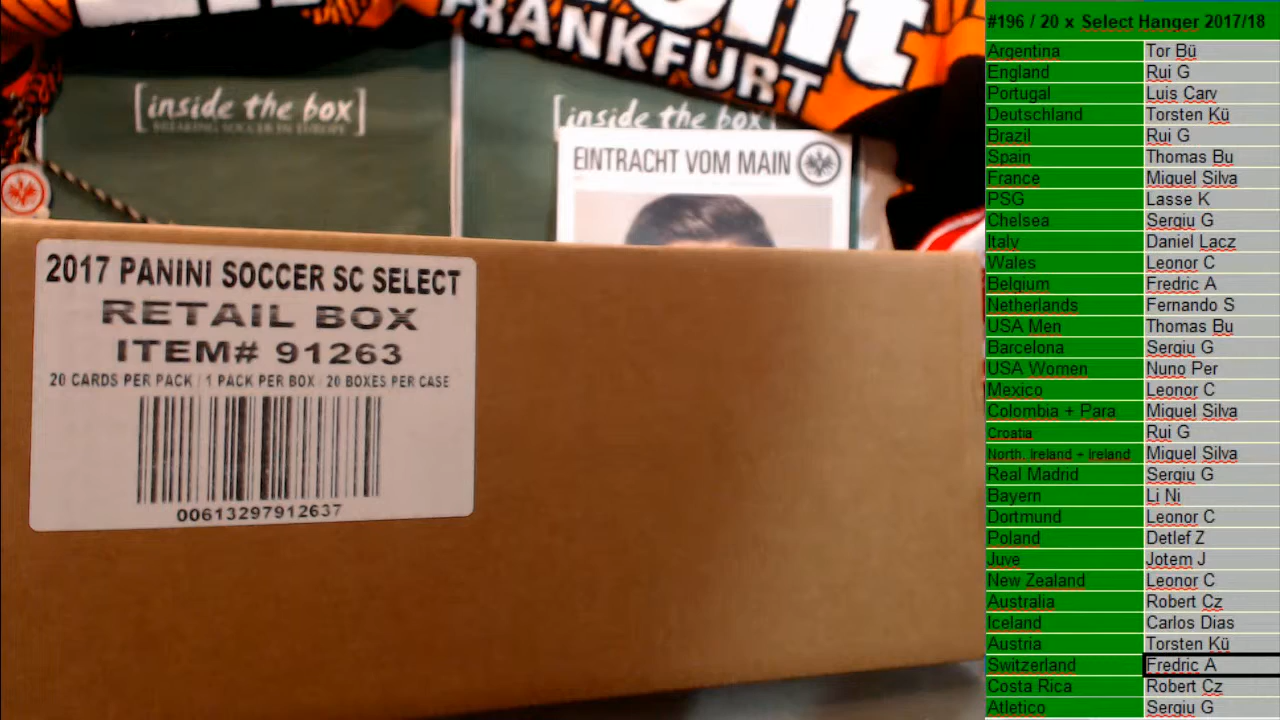 FRANKFURT
[inside the box]
BREAKING SOCCER IN EUROPE
[inside the box]
EINTRACHT VOM MAIN
2017 PANINI SOCCER SC SELECT
RETAIL BOX
ITEM# 91263
20 CARDS PER PACK / 1 PACK PER BOX 20 BOXES PER CASE
00613297912637
#196 / 20 x Select Hanger 2017/18
Argentina Tor Bü
England Rui G
Portugal Luis Carv
Deutschland Torsten Kü
Brazil Rui G
Spain Thomas Bu
France Miguel Silva
PSG Lasse K
Chelsea Sergiu G
Italy Daniel Lacz
Wales Leonor C
Belgium Fredric A
Netherlands Fernando S
USA Men Thomas Bu
Barcelona Sergiu G
USA Women Nuno Per
Mexico Leonor C
Colombia + Para Miguel Silva
Croatia Rui G
North. Ireland + Ireland Miguel Silva
Real Madrid Sergiu G
Bayern Li Ni
Dortmund Leonor C
Poland Detlef Z
Juve Jotem J
New Zealand Leonor C
Australia Robert Cz
Iceland Carlos Dias
Austria Torsten Kü
Switzerland Fredric A
Costa Rica Robert Cz
Atletico Sergiu G